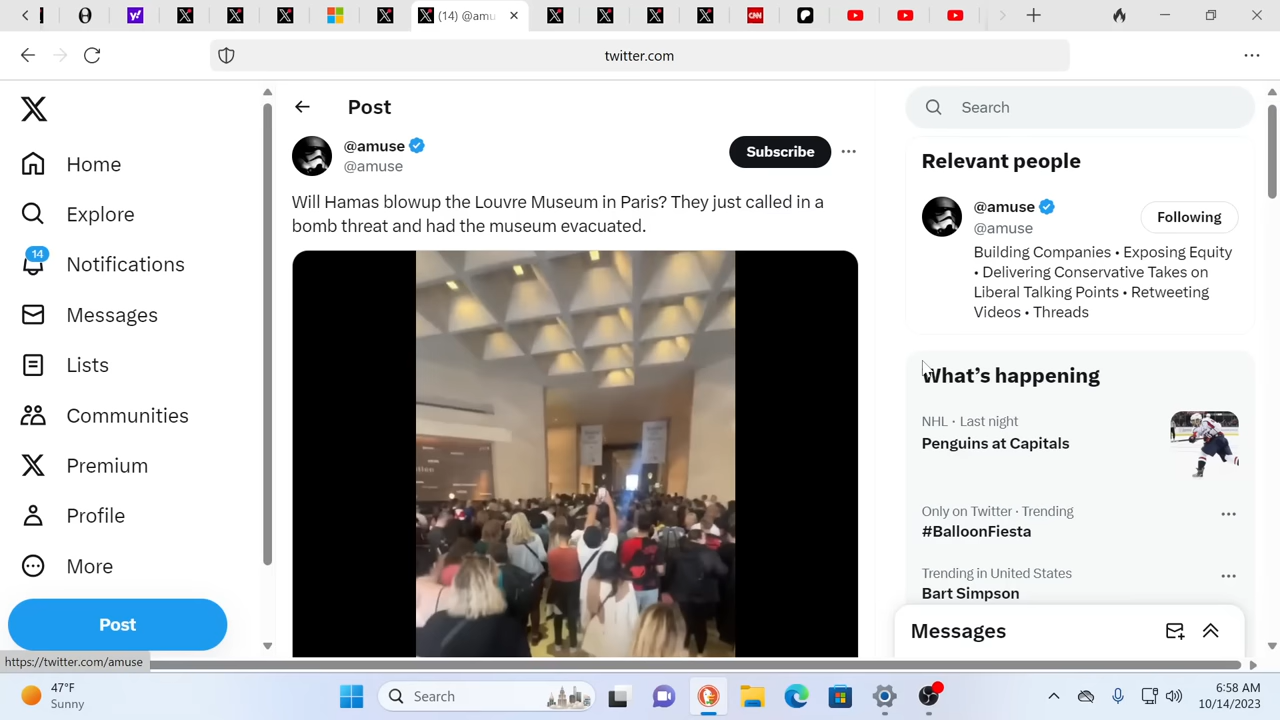 (14) @amu
CNN
twitter.com
Post
Search
@amuse
@amuse
Subscribe
Will Hamas blowup the Louvre Museum in Paris? They just called in a
bomb threat and had the museum evacuated.
Home
Explore
14
Notifications
Messages
Lists
Communities
Premium
Profile
More
Post
https://twitter.com/amuse
Relevant people
@amuse
@amuse
Following
Building Companies • Exposing Equity
• Delivering Conservative Takes on
Liberal Talking Points • Retweeting
Videos • Threads
What's happening
NHL · Last night
Penguins at Capitals
Only on Twitter · Trending
#BalloonFiesta
Trending in United States
Bart Simpson
Messages
47°F
Sunny
Search
6:58 AM
10/14/2023